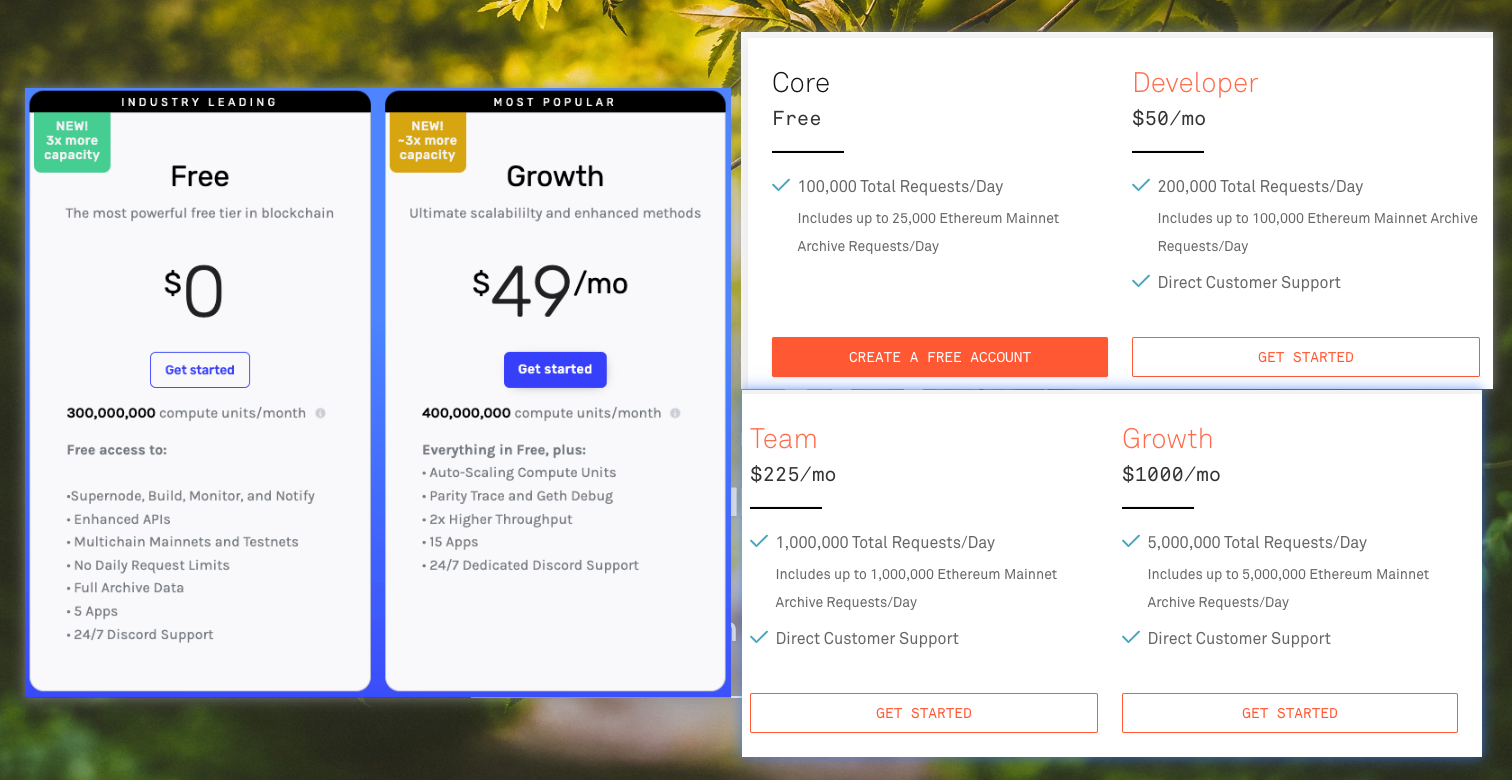 INDUSTRY LEADING
NEW!
3x more
capacity
Free
The most powerful free tier in blockchain
$0
Get started
300,000,000 compute units/month
Free access to:
•Supernode, Build, Monitor, and Notify
• Enhanced APIs
• Multichain Mainnets and Testnets
• No Daily Request Limits
• Full Archive Data
• 5 Apps
• 24/7 Discord Support
MOST POPULAR
NEW!
~3x more
capacity
Growth
Ultimate scalabililty and enhanced methods
$49/mo
Get started
400,000,000 compute units/month
Everything in Free, plus:
• Auto-Scaling Compute Units
• Parity Trace and Geth Debug
• 2x Higher Throughput
• 15 Apps
• 24/7 Dedicated Discord Support
Core
Free
100,000 Total Requests/Day
Includes up to 25,000 Ethereum Mainnet
Archive Requests/Day
CREATE A FREE ACCOUNT
Developer
$50/mo
200,000 Total Requests/Day
Includes up to 100,000 Ethereum Mainnet Archive
Requests/Day
Direct Customer Support
GET STARTED
Team
$225/mo
1,000,000 Total Requests/Day
Includes up to 1,000,000 Ethereum Mainnet
Archive Requests/Day
Direct Customer Support
GET STARTED
Growth
$1000/mo
5,000,000 Total Requests/Day
Includes up to 5,000,000 Ethereum Mainnet
Archive Requests/Day
Direct Customer Support
GET STARTED